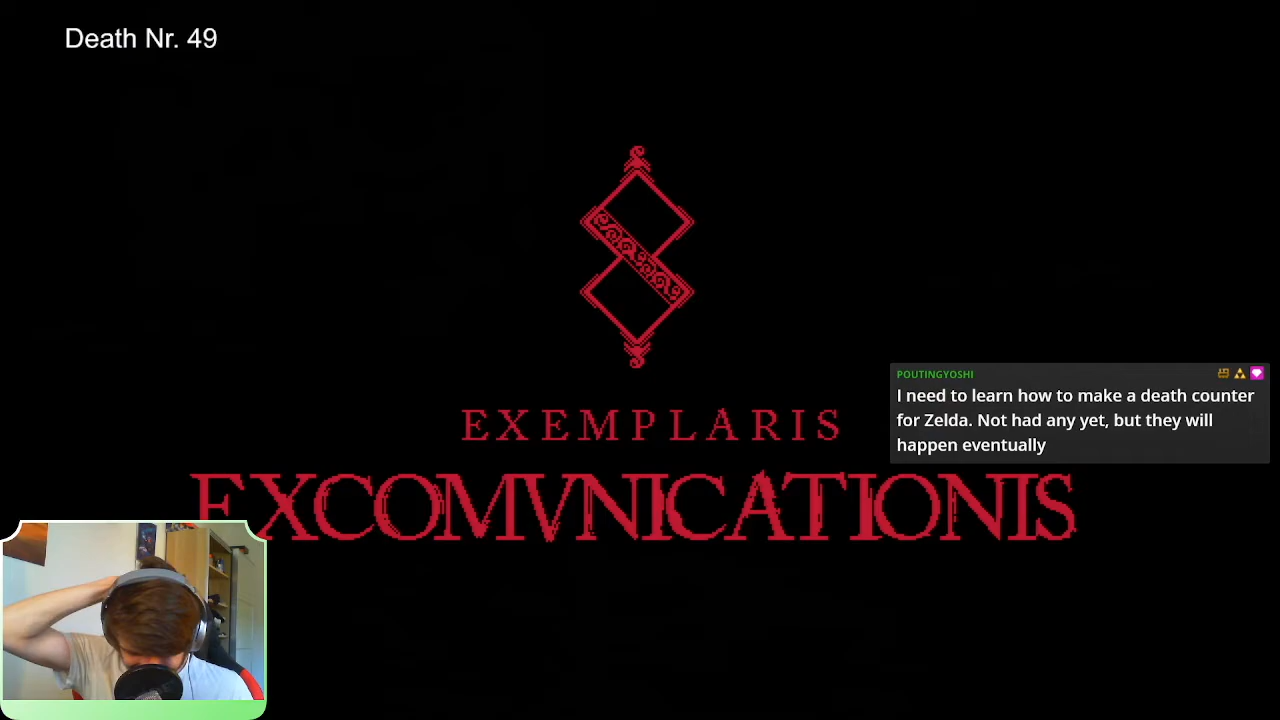 Death Nr. 49
POUTINGYOSHI
I need to learn how to make a death counter
for Zelda. Not had any yet, but they will
happen eventually
EXEMPLARIS
EXCOMVNICATIONIS